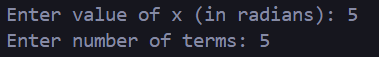 Enter value of x (in radians): 5
Enter number of terms: 5